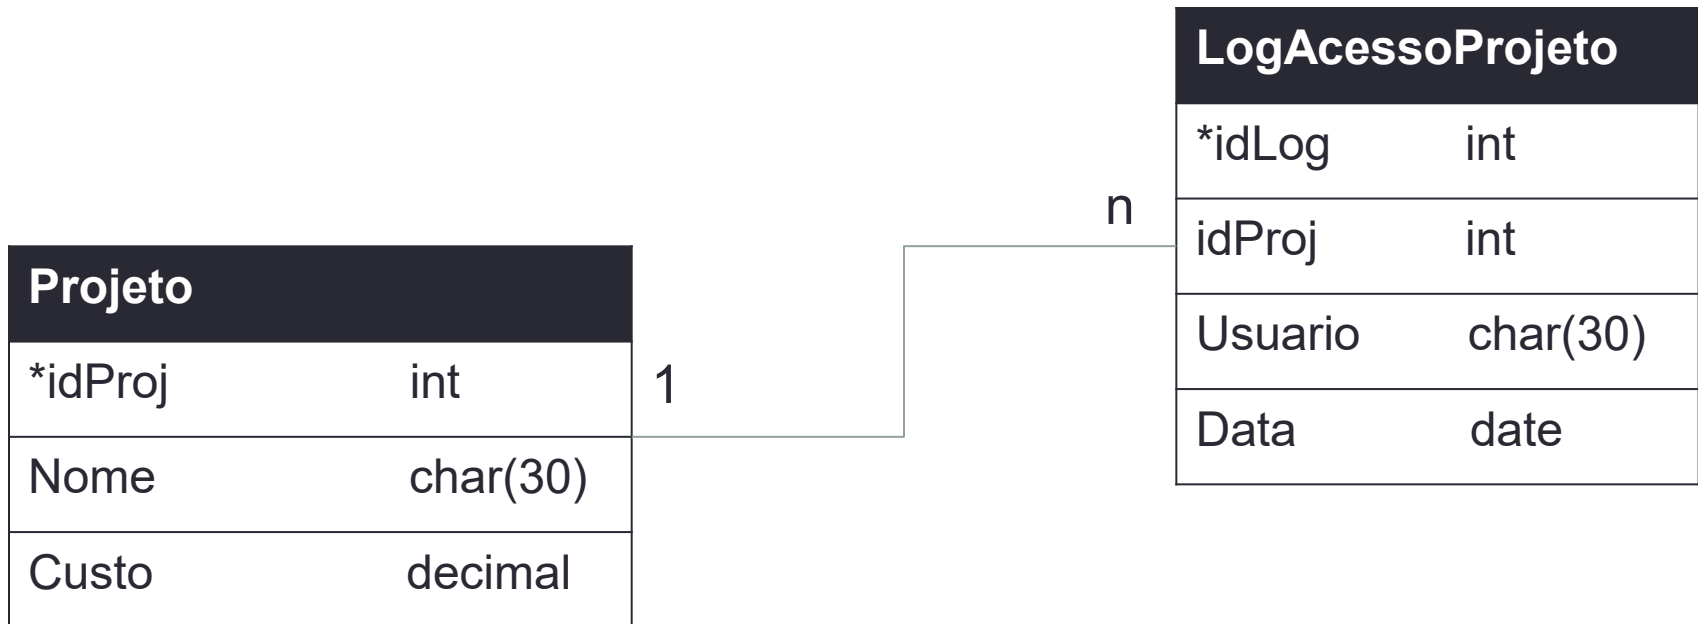 LogAcessoProjeto
*idLog int
idProj int
Usuario char(30)
Data date
n
1
Projeto
*idProj int
Nome char(30)
Custo decimal